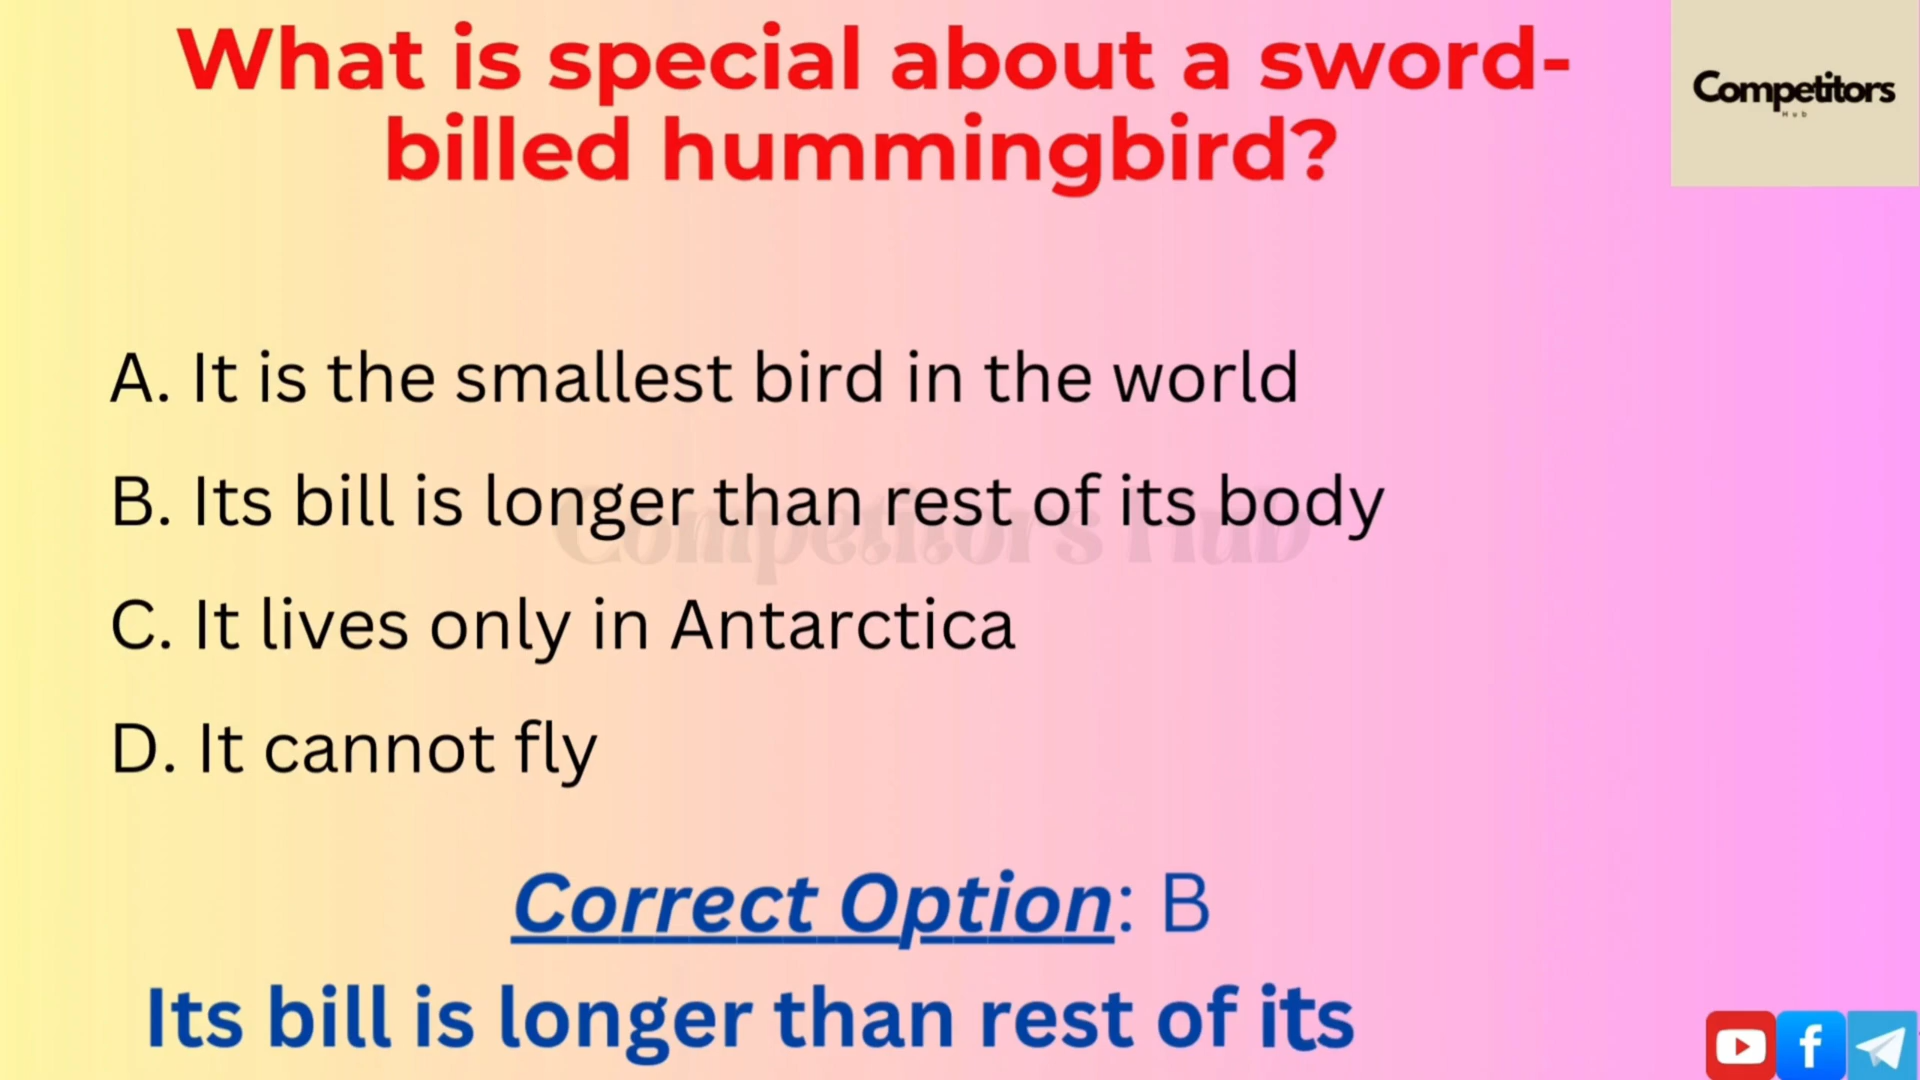 What is special about a sword-
billed hummingbird?
Competitors
Hub
A. It is the smallest bird in the world
B. Its bill is longer than rest of its body
Competitors Hub
C. It lives only in Antarctica
D. It cannot fly
Correct Option: B
Its bill is longer than rest of its